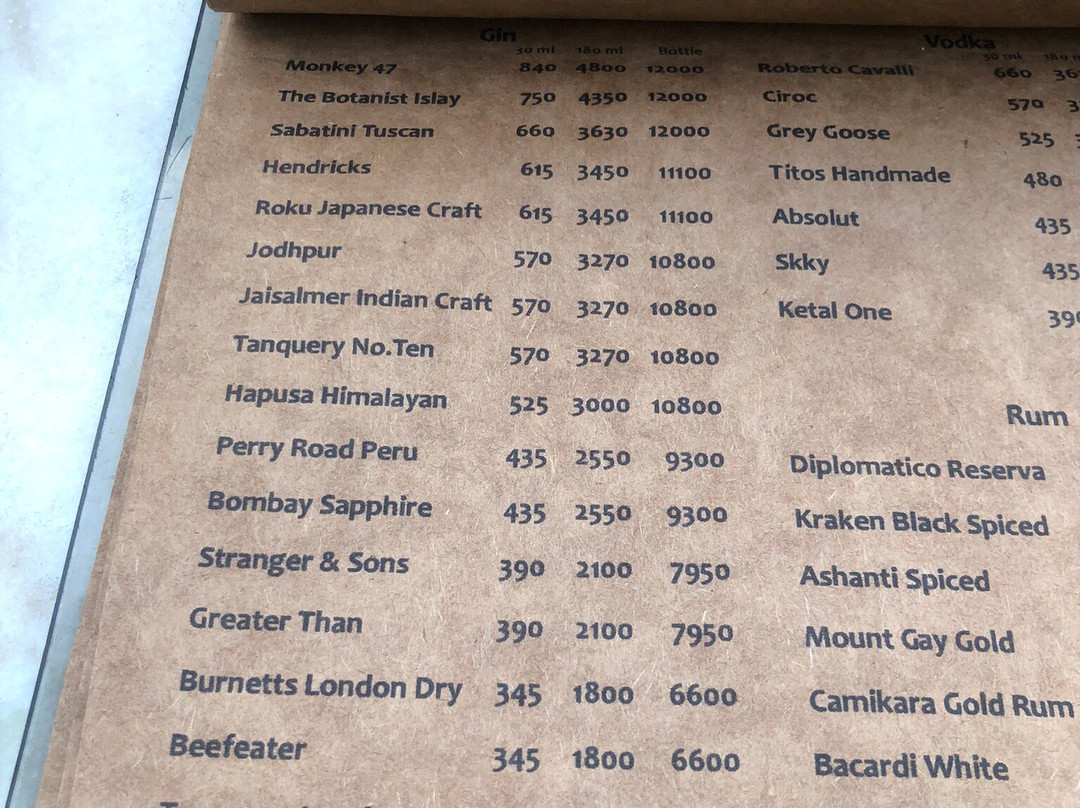 Gin
30 ml 180 ml Bottle
Monkey 47 840 4800 12000
The Botanist Islay 750 4350 12000
Sabatini Tuscan 660 3630 12000
Hendricks 615 3450 11100
Roku Japanese Craft 615 3450 11100
Jodhpur 570 3270 10800
Jaisalmer Indian Craft 570 3270 10800
Tanquery No.Ten 570 3270 10800
Hapusa Himalayan 525 3000 10800
Perry Road Peru 435 2550 9300
Bombay Sapphire 435 2550 9300
Stranger & Sons 390 2100 7950
Greater Than 390 2100 7950
Burnetts London Dry 345 1800 6600
Beefeater 345 1800 6600
Vodka
30 ml 180
Roberto Cavalli 660
Ciroc 570
Grey Goose 525
Titos Handmade 480
Absolut 435
Skky 435
Ketal One
Rum
Diplomatico Reserva
Kraken Black Spiced
Ashanti Spiced
Mount Gay Gold
Camikara Gold Rum
Bacardi White